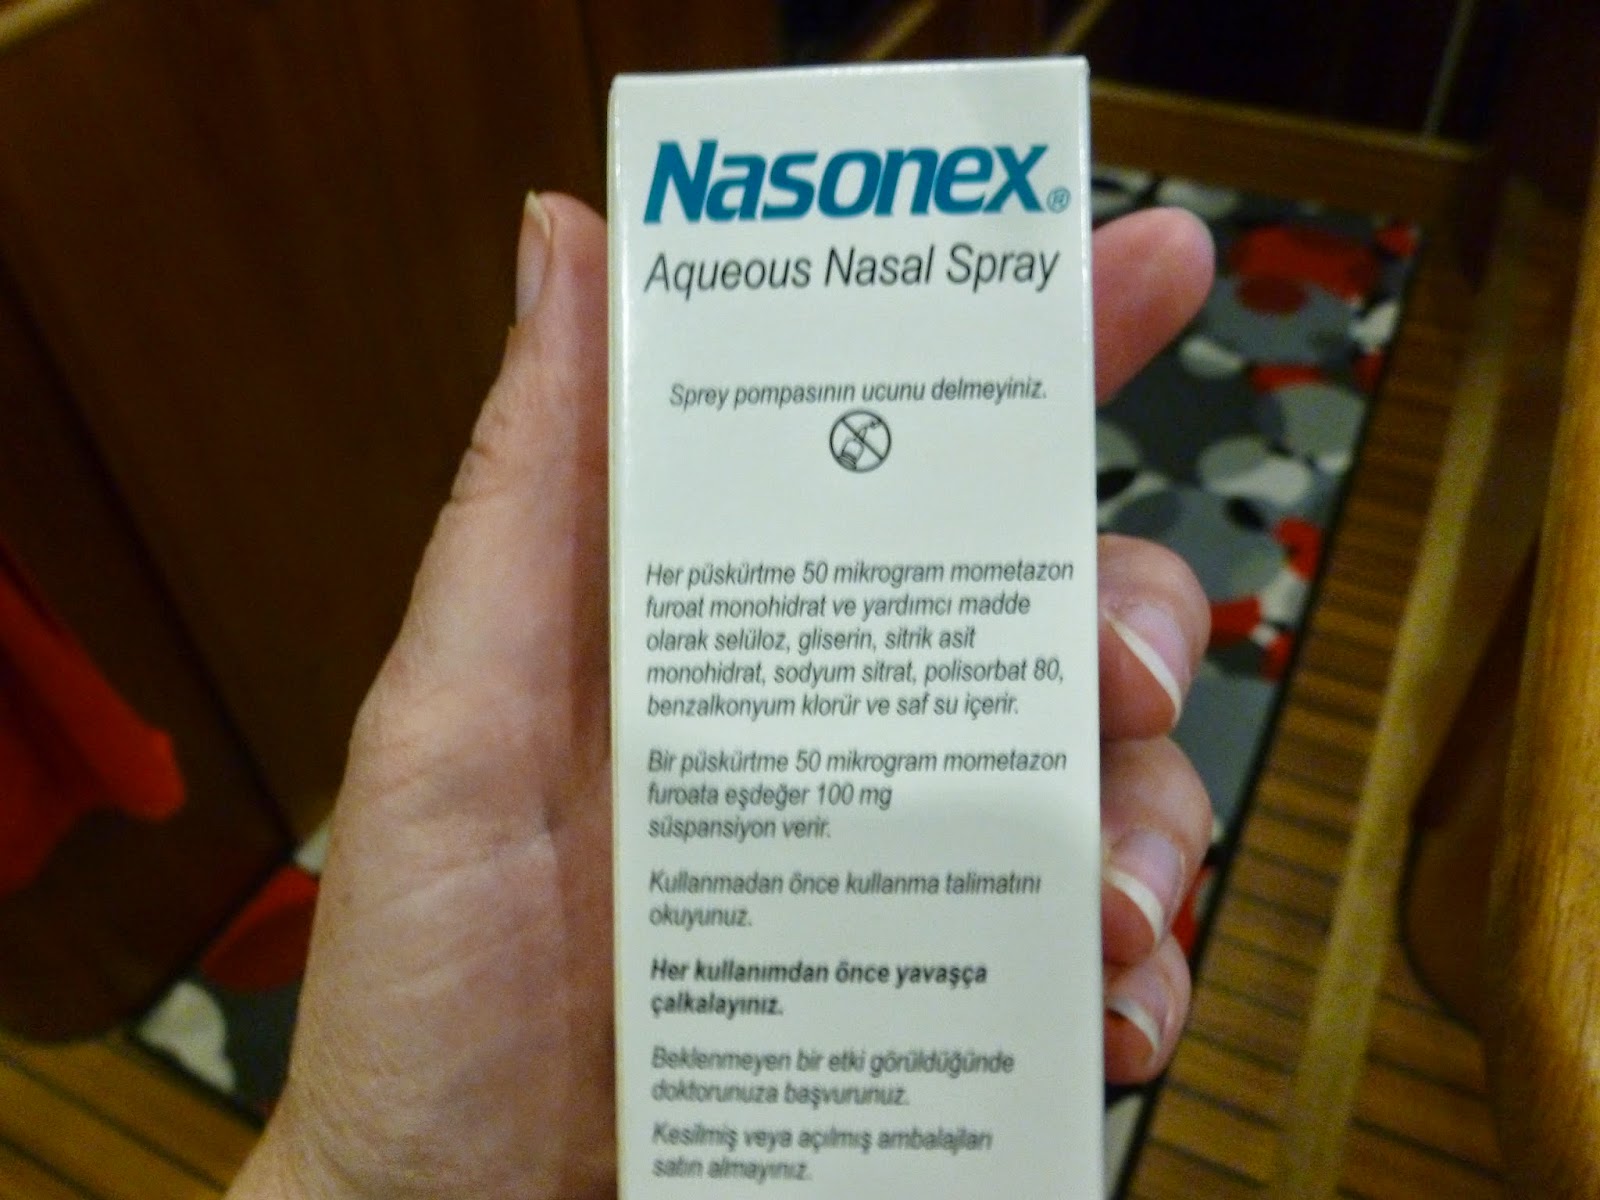 Nasonex®
Aqueous Nasal Spray
Sprey pompasının ucunu delmeyiniz.
Her püskürtme 50 mikrogram mometazon
furoat monohidrat ve yardımcı madde
olarak selüloz, gliserin, sitrik asit
monohidrat, sodyum sitrat, polisorbat 80,
benzalkonyum klorür ve saf su içerir.
Bir püskürtme 50 mikrogram mometazon
furoata eşdeğer 100 mg
süspansiyon verir.
Kullanmadan önce kullanma talimatını
okuyunuz.
Her kullanımdan önce yavaşça
çalkalayınız.
Beklenmeyen bir etki görüldüğünde
doktorunuza başvurunuz.
Kesilmiş veya açılmış ambalajları
satın almayınız.